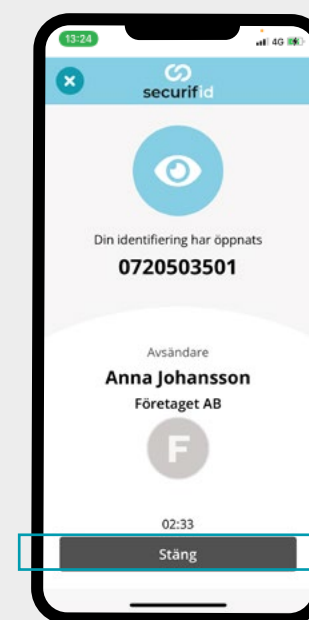 13:24
4G
securifid
Din identifiering har öppnats
0720503501
Avsändare
Anna Johansson
Företaget AB
F
02:33
Stäng